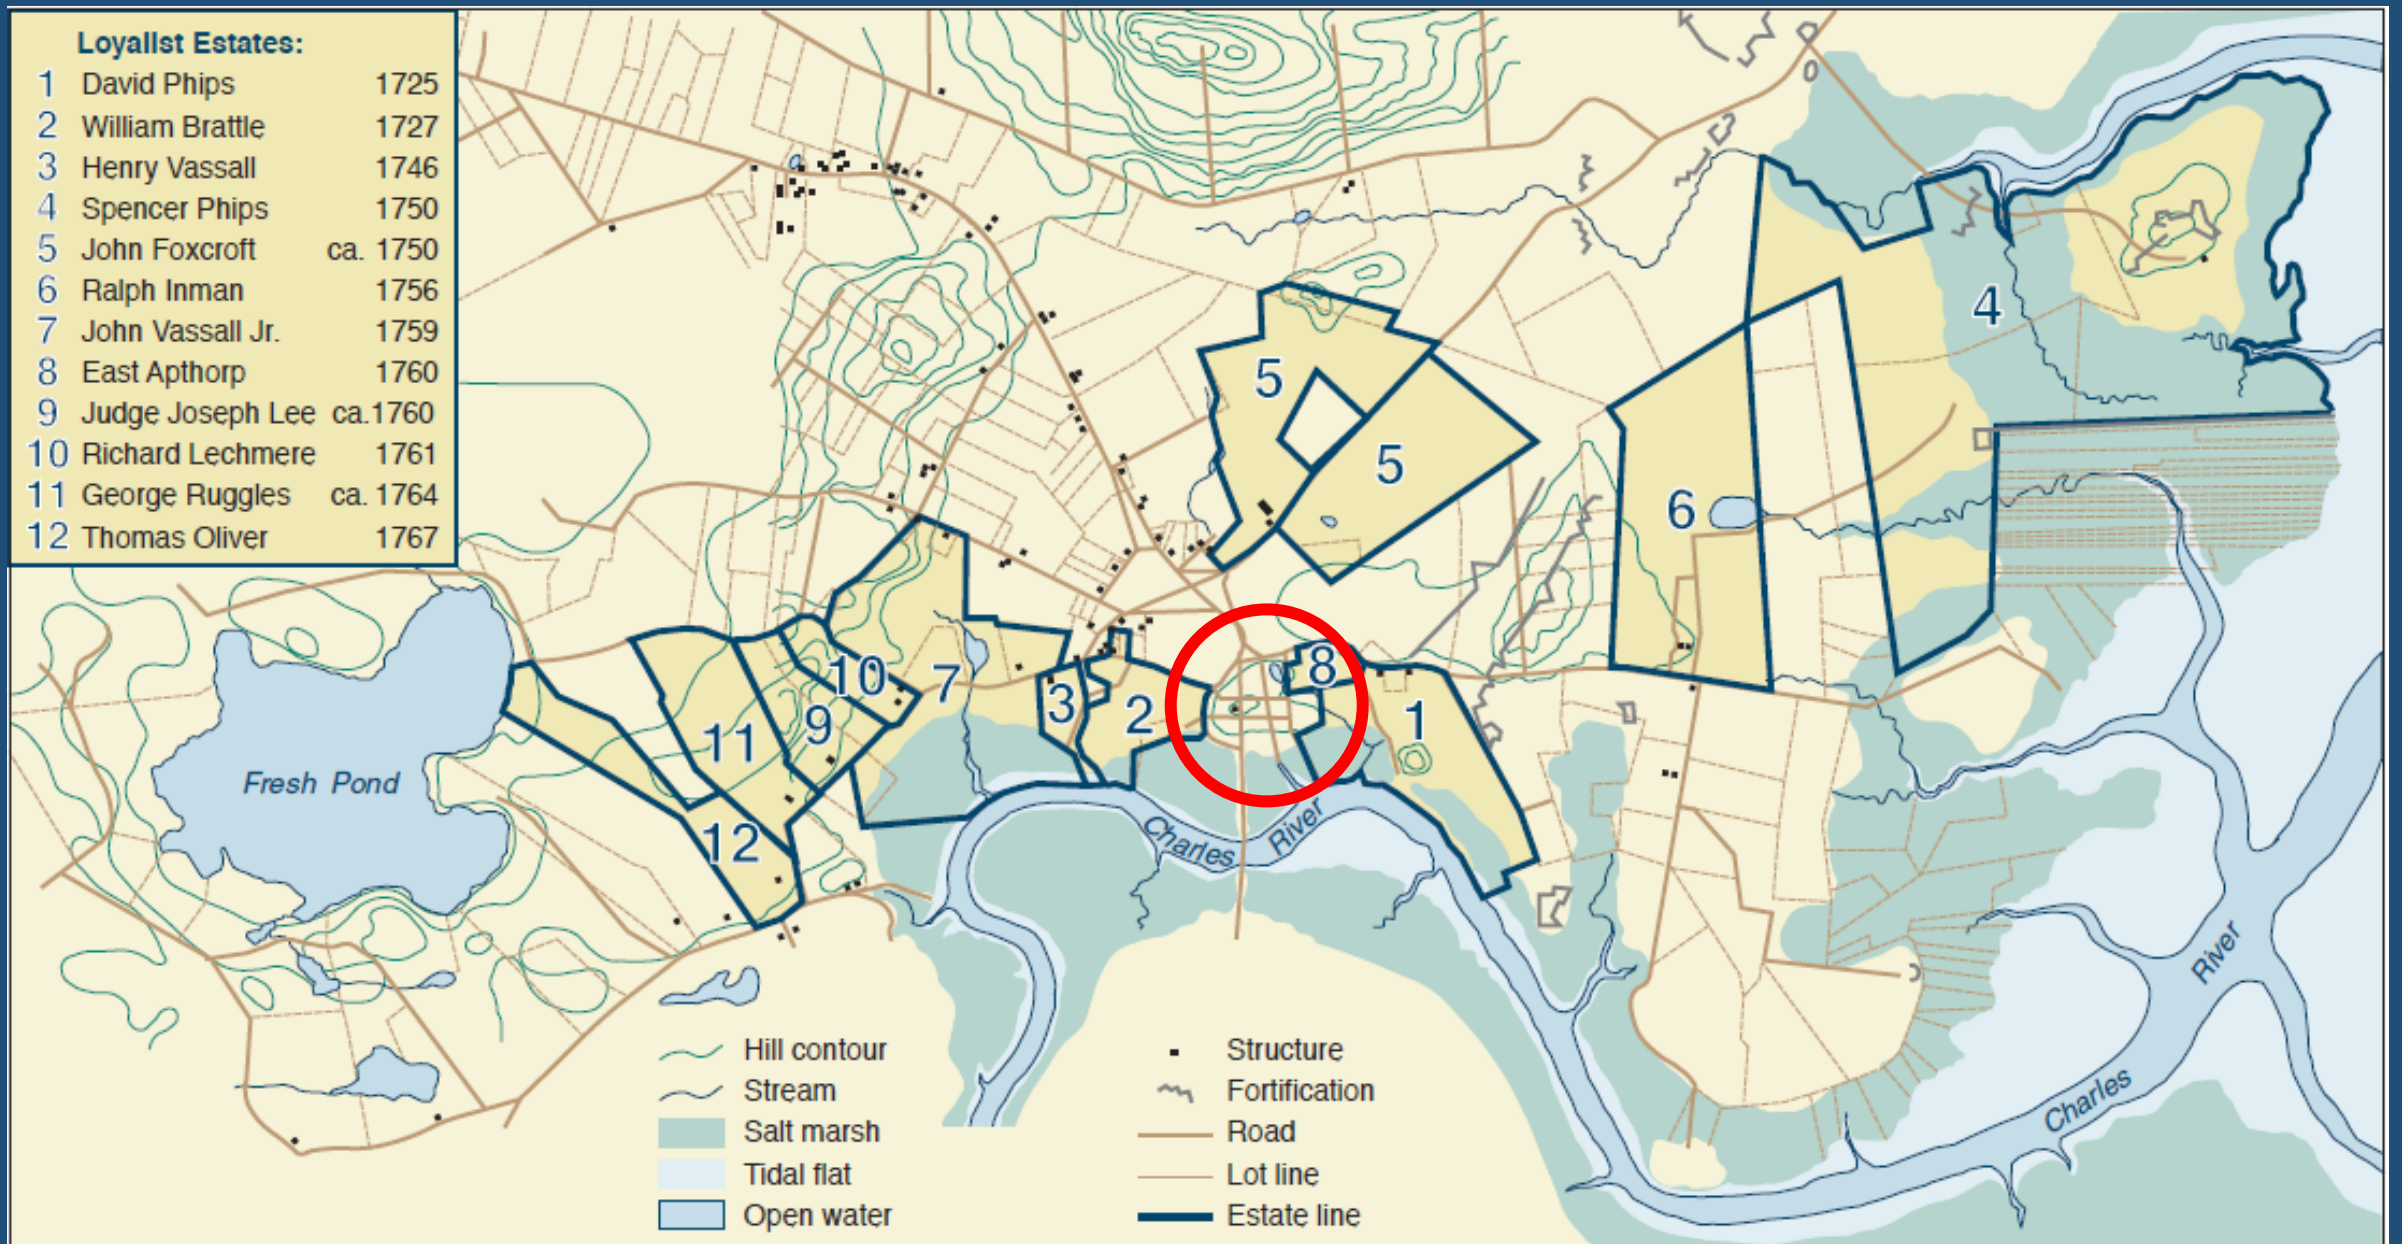 Loyalist Estates:
1 David Phips 1725
2 William Brattle 1727
3 Henry Vassall 1746
4 Spencer Phips 1750
5 John Foxcroft ca. 1750
6 Ralph Inman 1756
7 John Vassall Jr. 1759
8 East Apthorp 1760
9 Judge Joseph Lee ca.1760
10 Richard Lechmere 1761
11 George Ruggles ca. 1764
12 Thomas Oliver 1767
4
5
5
6
8
10
7
3
2
1
9
11
12
Fresh Pond
Charles River
Charles River
Hill contour
Stream
Salt marsh
Tidal flat
Open water
Structure
Fortification
Road
Lot line
Estate line